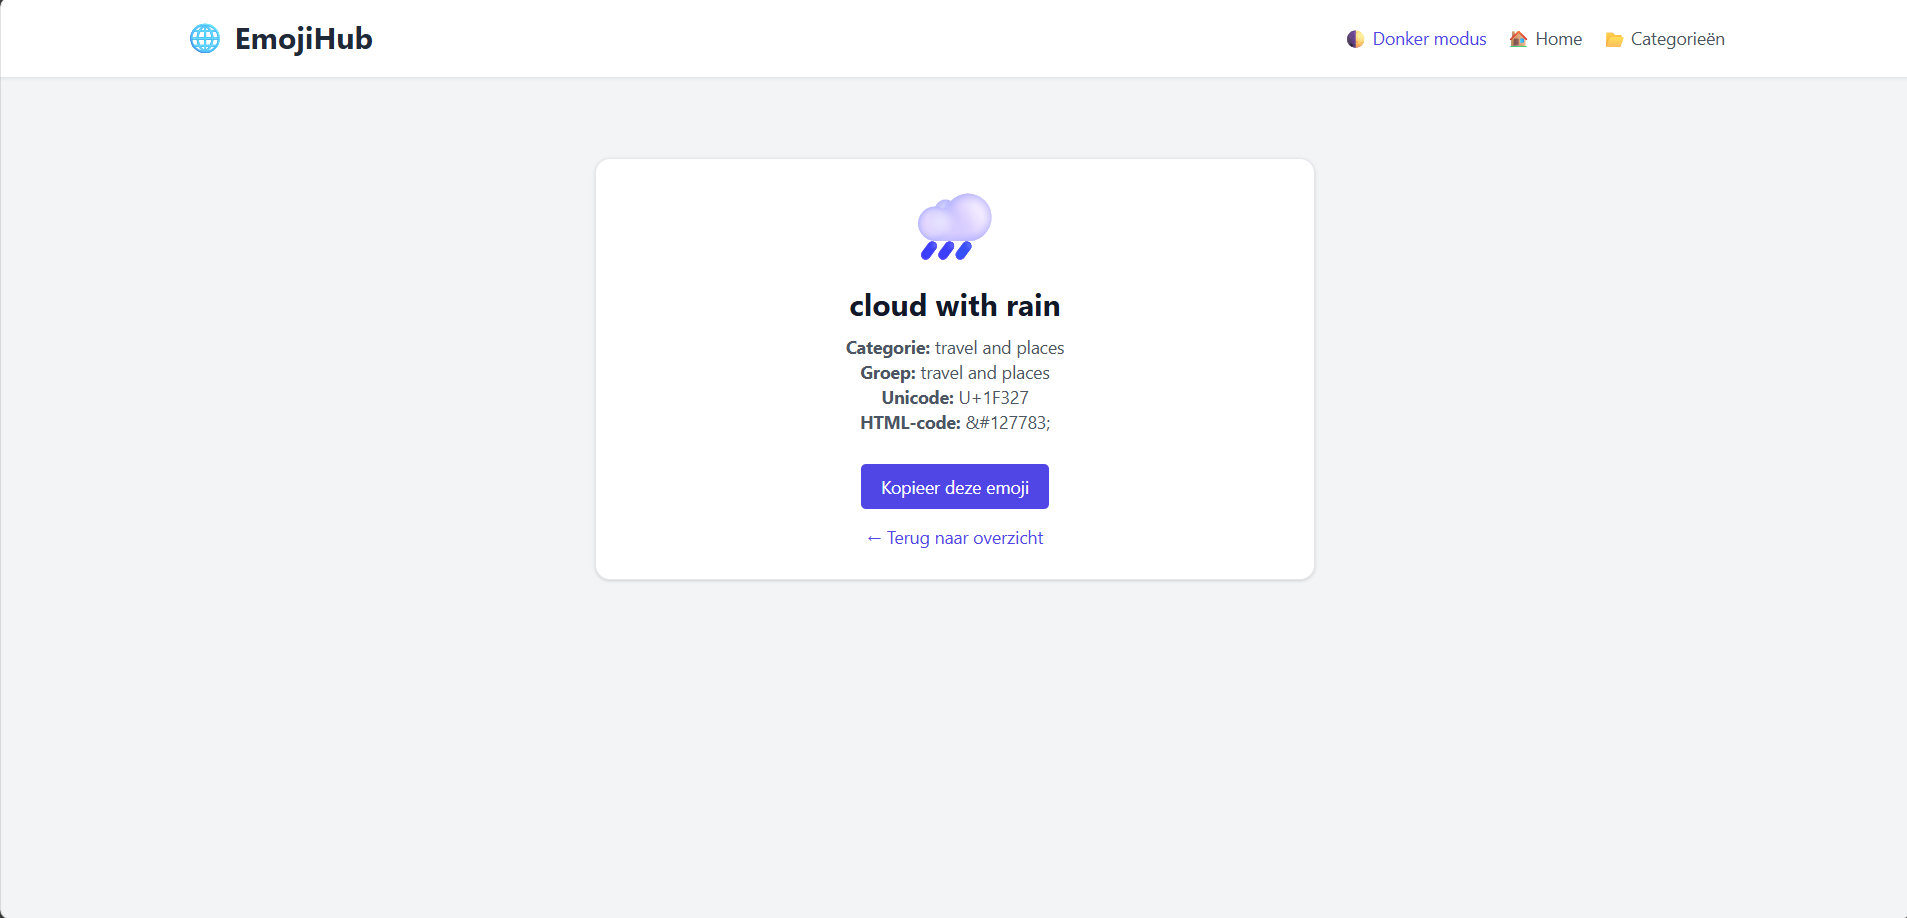 EmojiHub
Donker modus Home Categorieën
cloud with rain
Categorie: travel and places
Groep: travel and places
Unicode: U+1F327
HTML-code: &#127783;
Kopieer deze emoji
← Terug naar overzicht